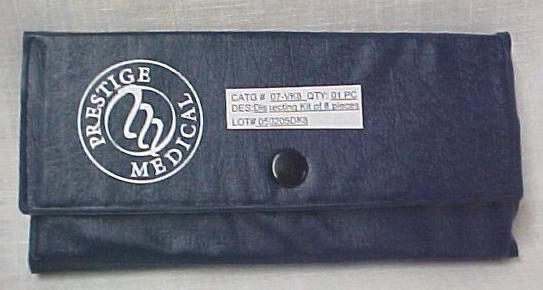 PRESTIGE
MEDICAL
CATG # 07-VK8 QTY: 01 PC
DES:Dissecting Kit of 8 pieces
LOT# 050205DK8